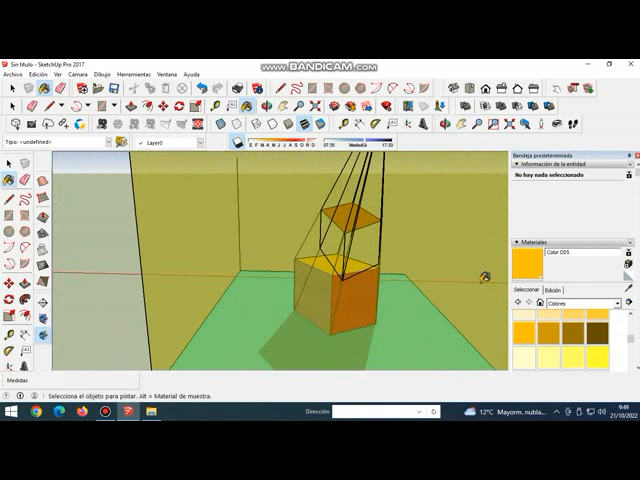 Sin título - SketchUp Pro 2017
www.BANDICAM.com
Archivo Edición Ver Cámara Dibujo Herramientas Ventana Ayuda
Tipo: <undefined>
Layer0
E F M A M J J A S O N D
07:35 Mediodía 17:33
Bandeja predeterminada
Información de la entidad
No hay nada seleccionado
Materiales
Color D05
Seleccionar Edición
Colores
Medidas
Selecciona el objeto para pintar. Alt = Material de muestra.
Dirección
12°C Mayorm. nubla...
9:49
21/10/2022